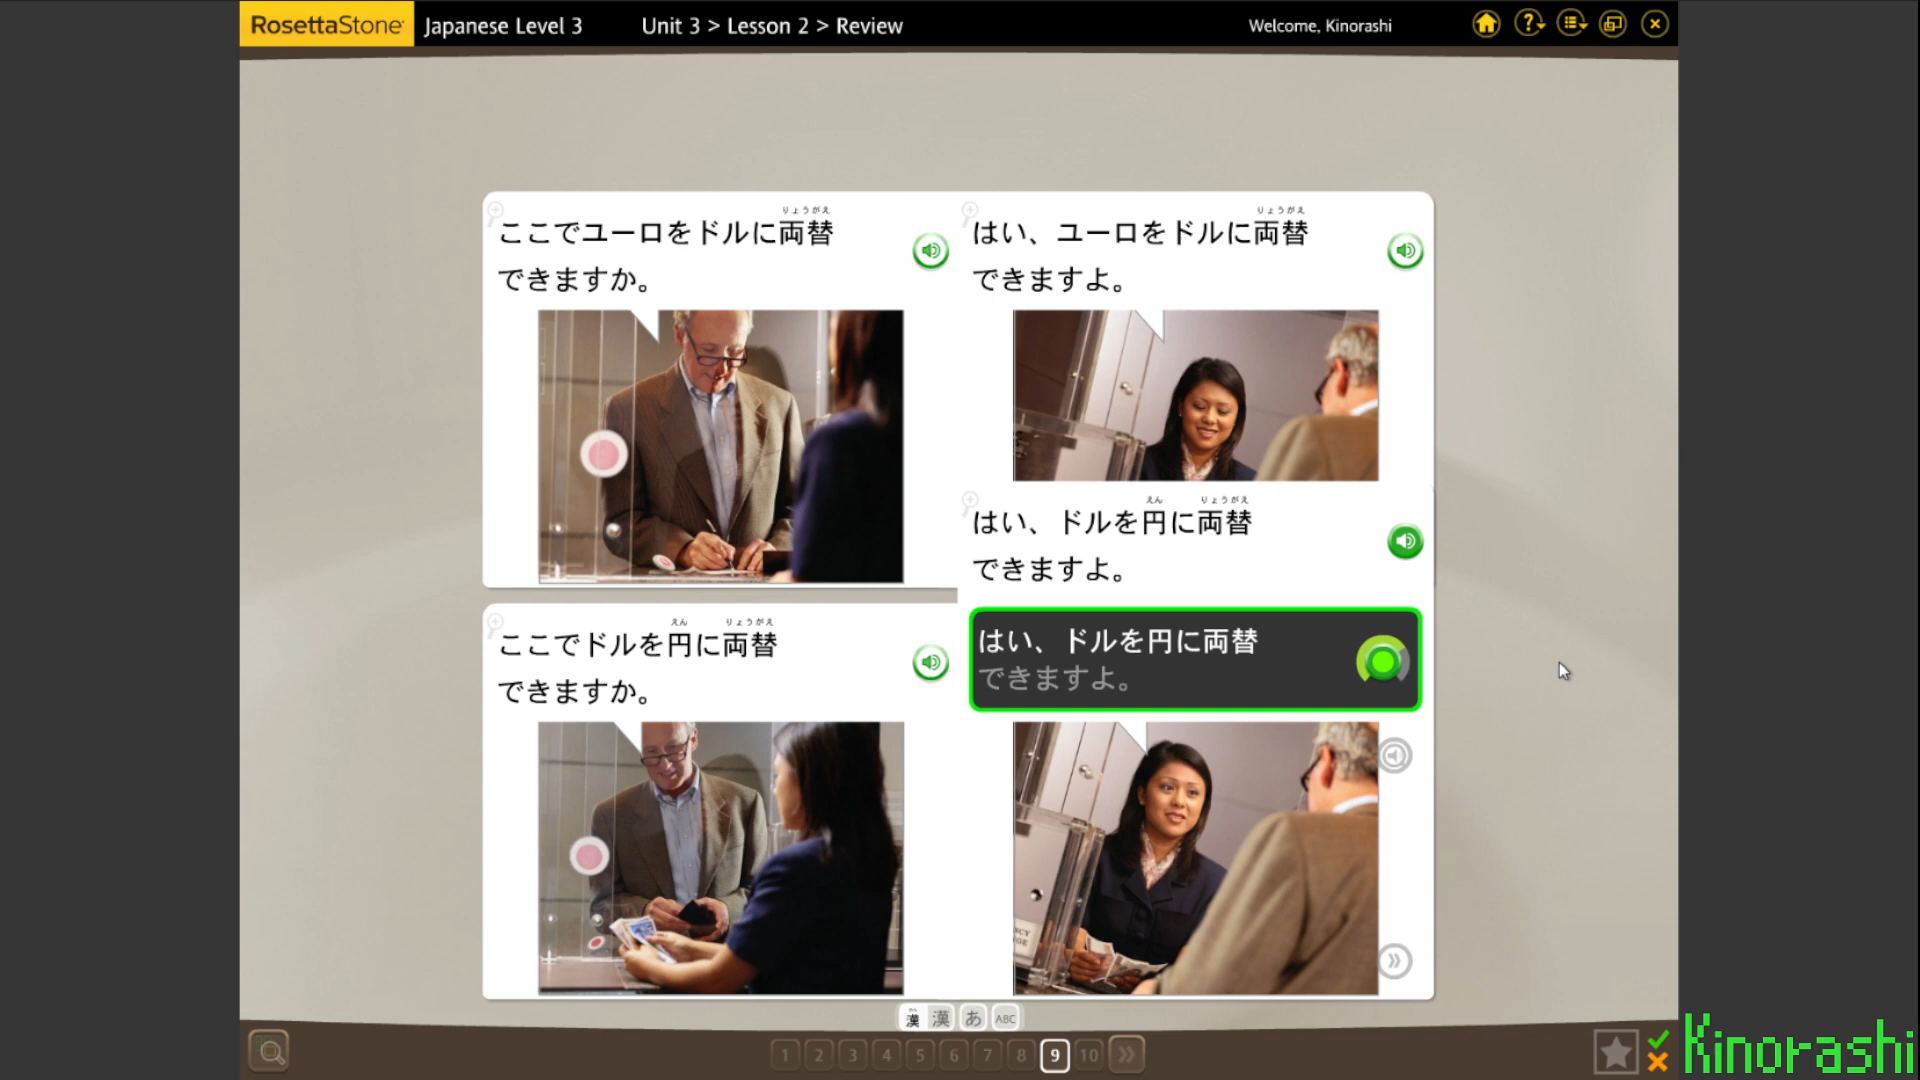 RosettaStone Japanese Level 3 Unit 3 > Lesson 2 > Review Welcome, Kinorashi
りょうがえ
ここでユーロをドルに両替
できますか。
りょうがえ
はい、ユーロをドルに両替
できますよ。
えん りょうがえ
ここでドルを円に両替
できますか。
えん りょうがえ
はい、ドルを円に両替
できますよ。
はい、ドルを円に両替
できますよ。
漢 漢 あ ABC
1 2 3 4 5 6 7 8 9 10
Kinorashi